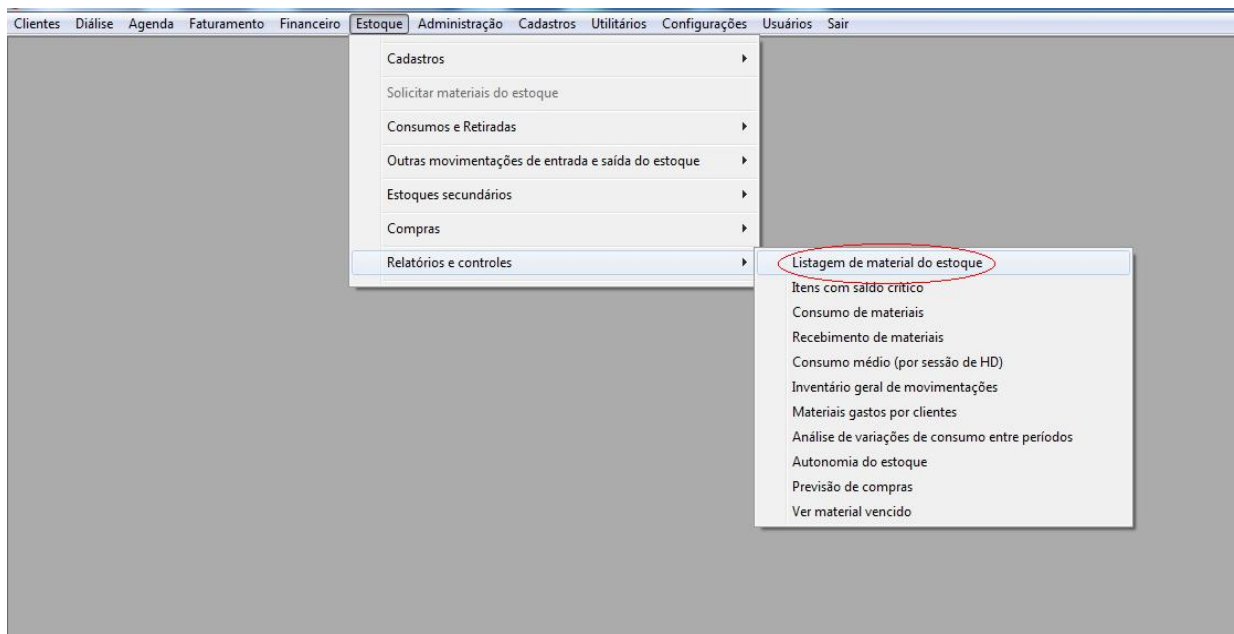 Clientes Diálise Agenda Faturamento Financeiro Estoque Administração Cadastros Utilitários Configurações Usuários Sair
Cadastros
Solicitar materiais do estoque
Consumos e Retiradas
Outras movimentações de entrada e saída do estoque
Estoques secundários
Compras
Relatórios e controles
Listagem de material do estoque
Itens com saldo crítico
Consumo de materiais
Recebimento de materiais
Consumo médio (por sessão de HD)
Inventário geral de movimentações
Materiais gastos por clientes
Análise de variações de consumo entre períodos
Autonomia do estoque
Previsão de compras
Ver material vencido